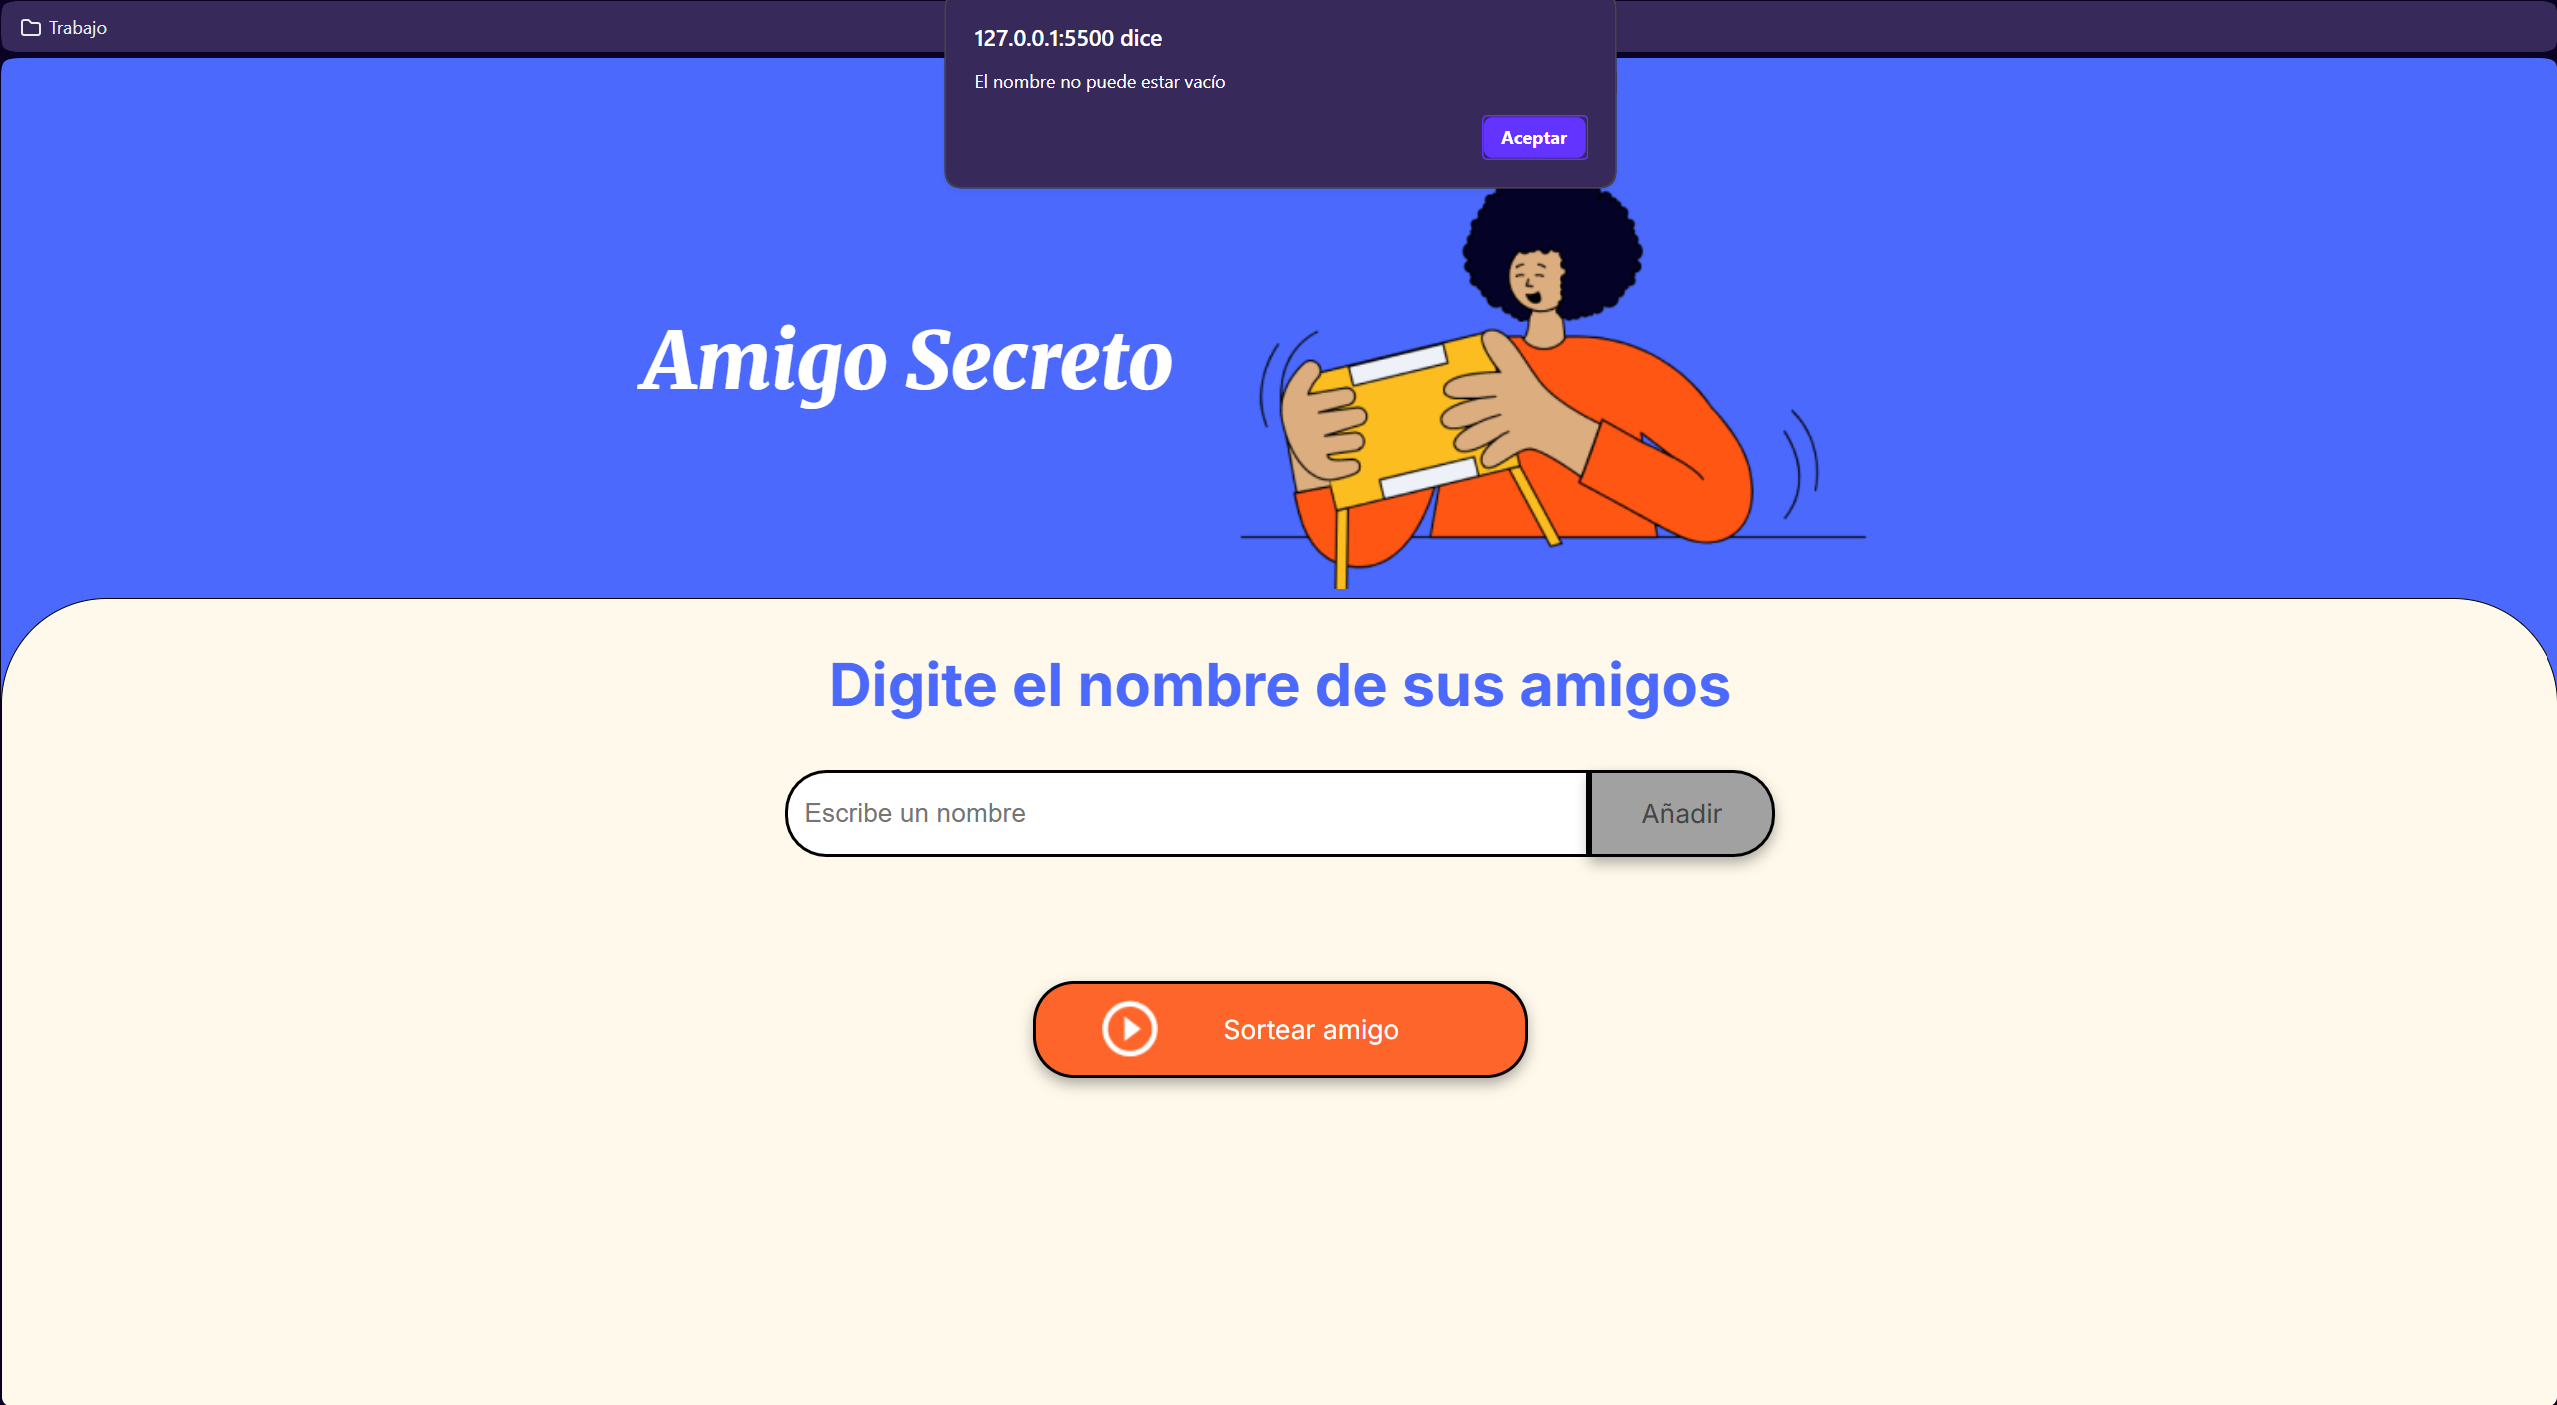 Trabajo
127.0.0.1:5500 dice
El nombre no puede estar vacío
Aceptar
Amigo Secreto
Digite el nombre de sus amigos
Escribe un nombre
Añadir
Sortear amigo